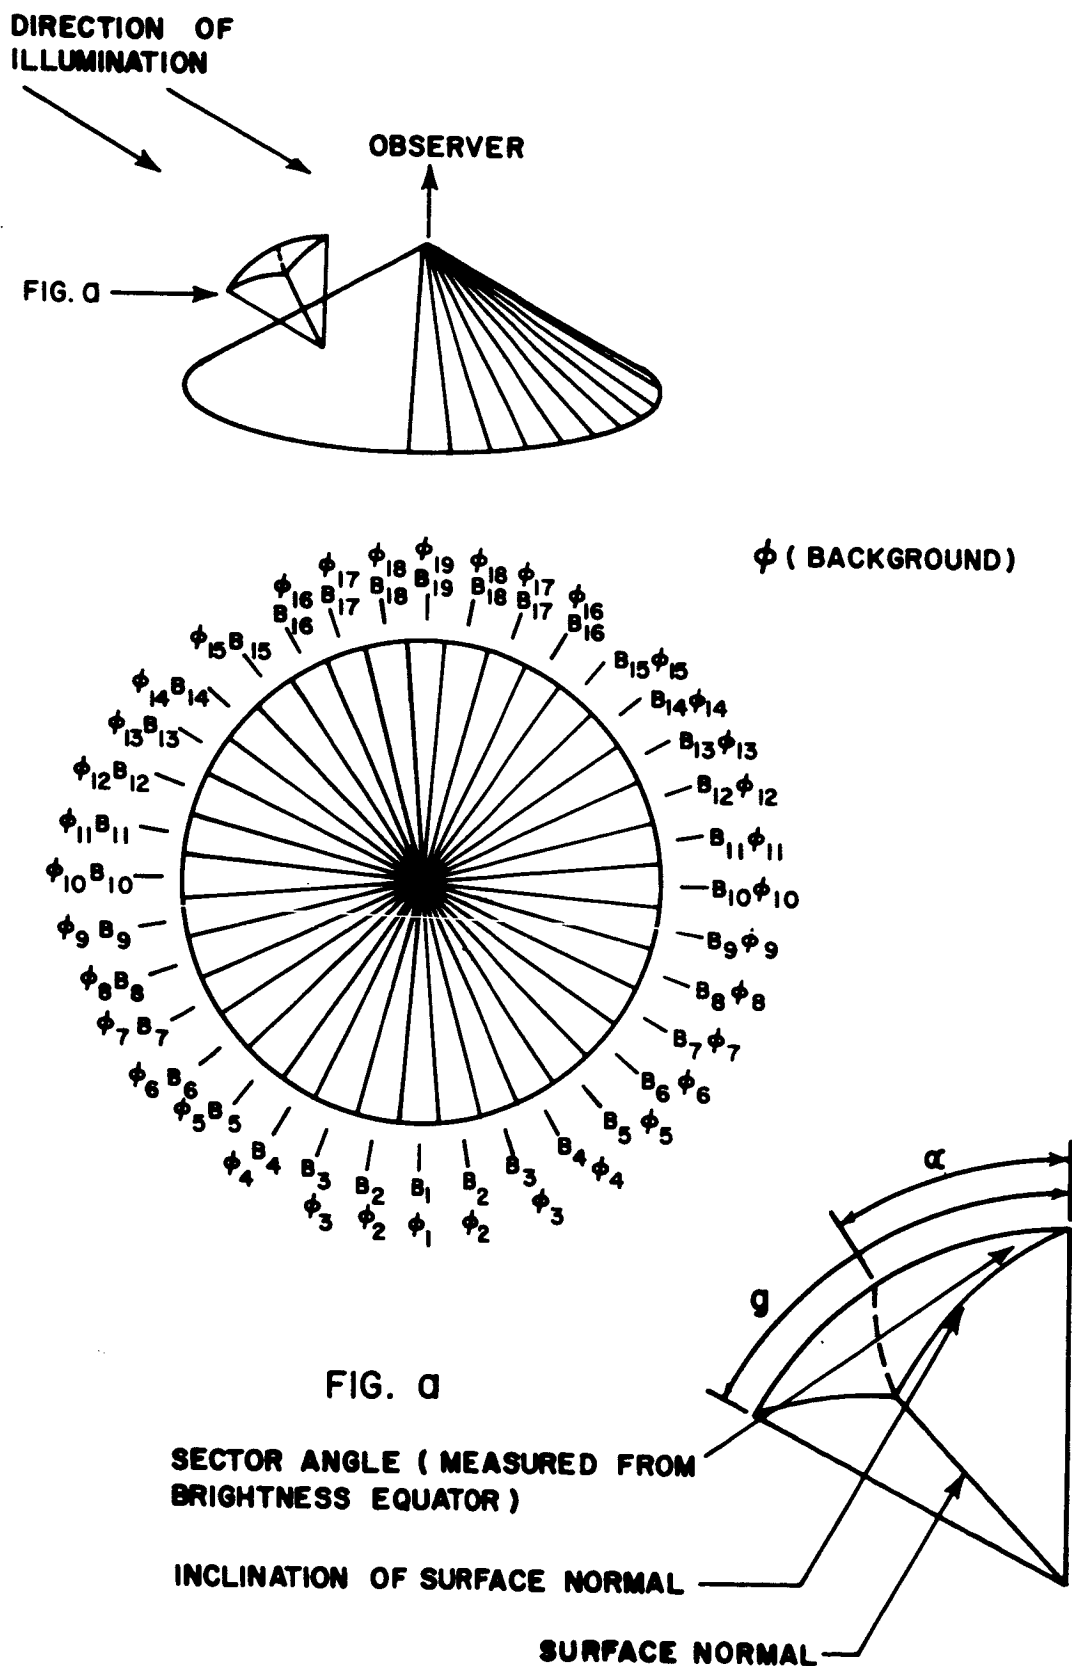 DIRECTION OF
ILLUMINATION
OBSERVER
FIG. a
ϕ (BACKGROUND)
ϕ16 B16
ϕ17 B17
ϕ18 B18
ϕ19 B19
ϕ18 B18
ϕ17 B17
ϕ16 B16
ϕ15 B15
B15 ϕ15
ϕ14 B14
B14 ϕ14
ϕ13 B13
B13 ϕ13
ϕ12 B12
B12 ϕ12
ϕ11 B11
B11 ϕ11
ϕ10 B10
B10 ϕ10
ϕ9 B9
B9 ϕ9
ϕ8 B8
B8 ϕ8
ϕ7 B7
B7 ϕ7
ϕ6 B6
B6 ϕ6
ϕ5 B5
B5 ϕ5
ϕ4 B4
B3 ϕ3
B2 ϕ2
B1 ϕ1
B2 ϕ2
B3 ϕ3
B4 ϕ4
α
g
FIG. a
SECTOR ANGLE (MEASURED FROM
BRIGHTNESS EQUATOR)
INCLINATION OF SURFACE NORMAL
SURFACE NORMAL